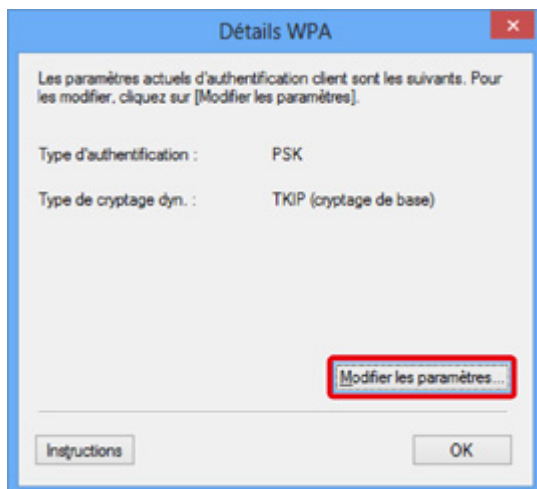 Détails WPA
Les paramètres actuels d'authentification client sont les suivants. Pour
les modifier, cliquez sur [Modifier les paramètres].
Type d'authentification : PSK
Type de cryptage dyn. : TKIP (cryptage de base)
Modifier les paramètres...
Instructions OK